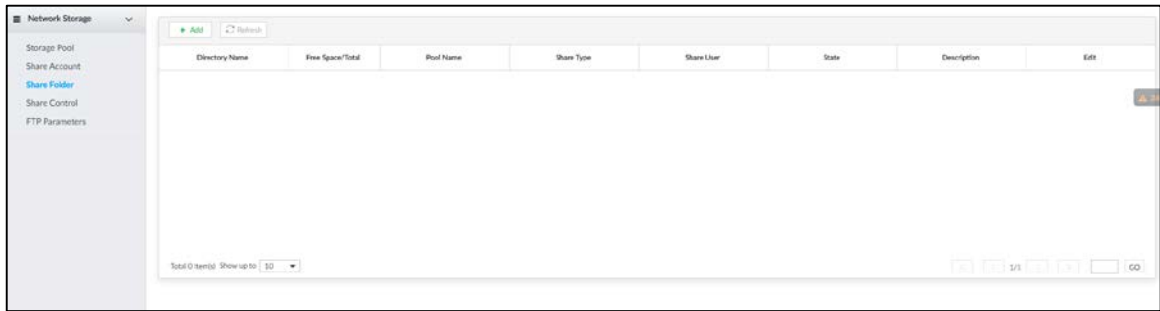 Network Storage
Storage Pool
Share Account
Share Folder
Share Control
FTP Parameters
+ Add Refresh
Directory Name Free Space/Total Pool Name Share Type Share User State Description Edit
Total 0 item(s) Show up to 10
1/1 GO